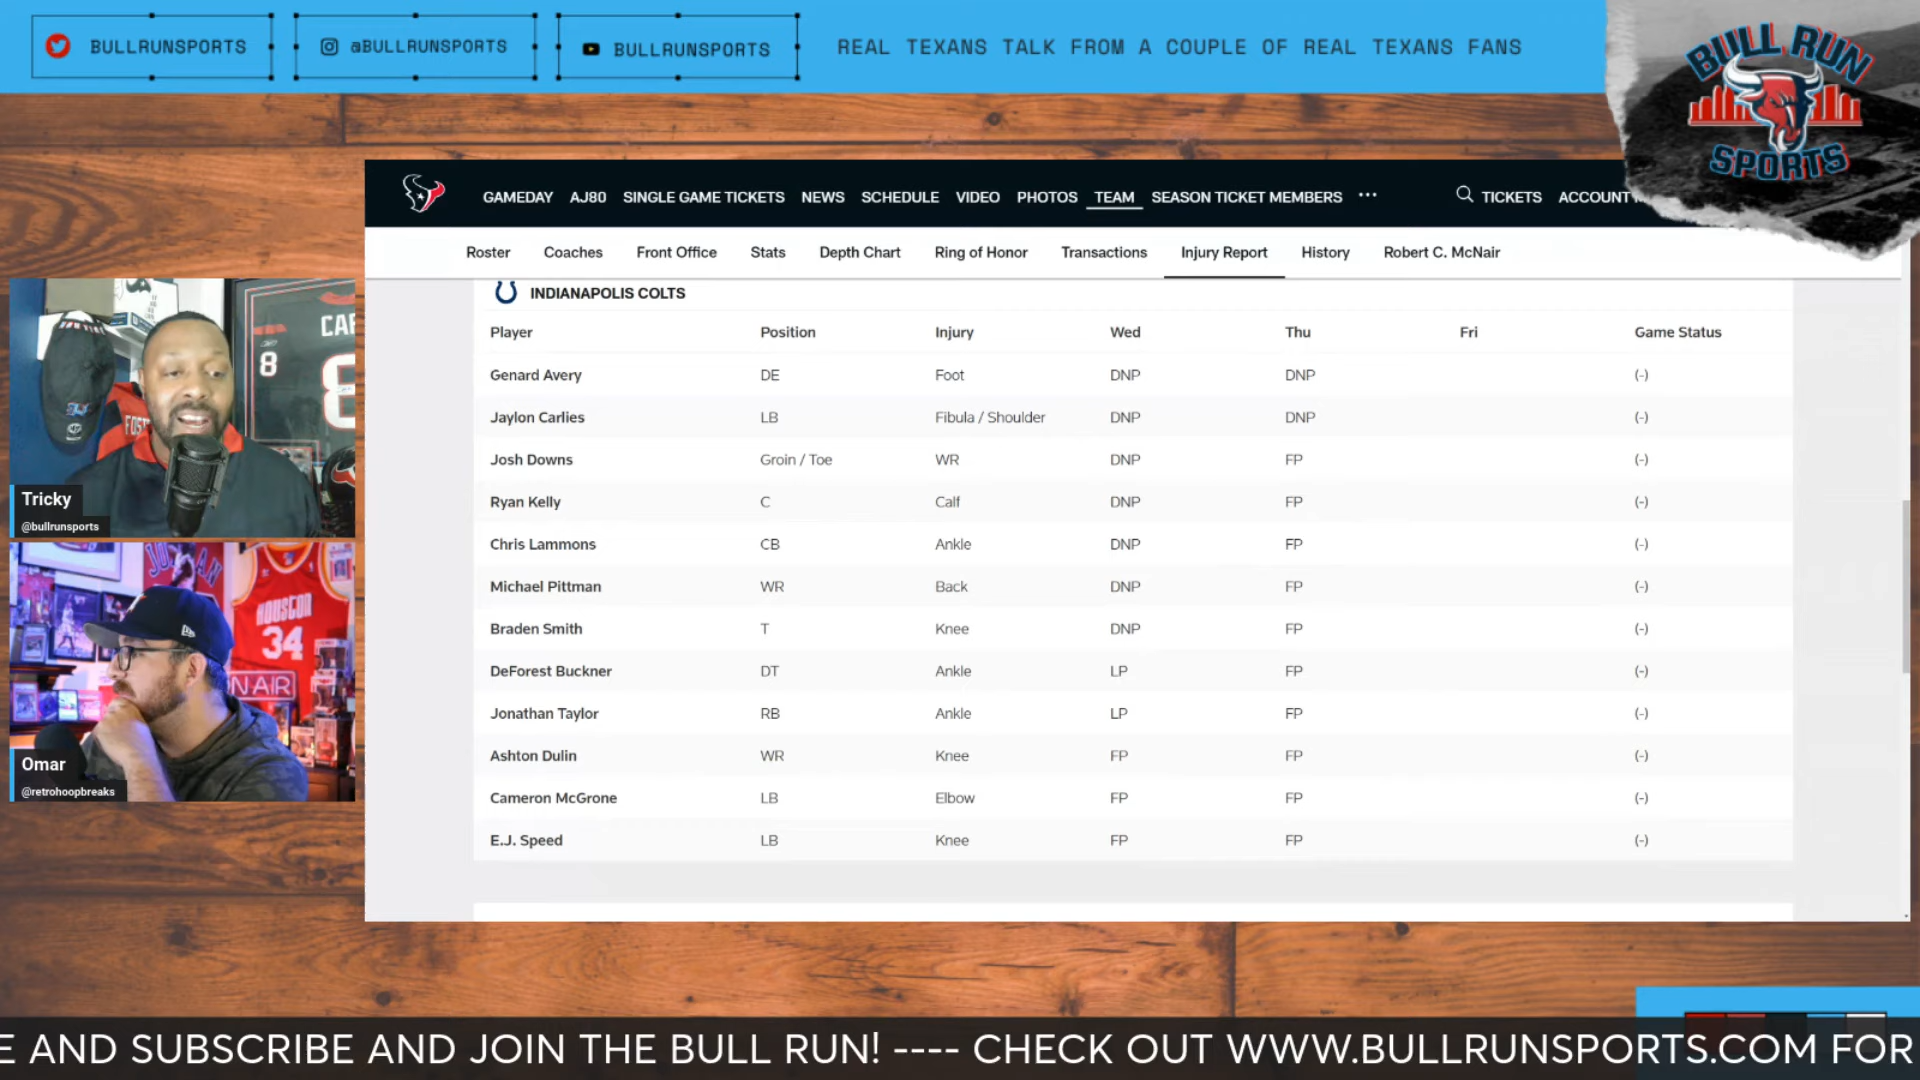 BULLRUNSPORTS
@BULLRUNSPORTS
BULLRUNSPORTS
REAL TEXANS TALK FROM A COUPLE OF REAL TEXANS FANS
BULL RUN
SPORTS
GAMEDAY AJ80 SINGLE GAME TICKETS NEWS SCHEDULE VIDEO PHOTOS TEAM SEASON TICKET MEMBERS ... TICKETS ACCOUNT
Roster Coaches Front Office Stats Depth Chart Ring of Honor Transactions Injury Report History Robert C. McNair
INDIANAPOLIS COLTS
Player Position Injury Wed Thu Fri Game Status
Genard Avery DE Foot DNP DNP (-)
Jaylon Carlies LB Fibula / Shoulder DNP DNP (-)
Josh Downs Groin / Toe WR DNP FP (-)
Ryan Kelly C Calf DNP FP (-)
Chris Lammons CB Ankle DNP FP (-)
Michael Pittman WR Back DNP FP (-)
Braden Smith T Knee DNP FP (-)
DeForest Buckner DT Ankle LP FP (-)
Jonathan Taylor RB Ankle LP FP (-)
Ashton Dulin WR Knee FP FP (-)
Cameron McGrone LB Elbow FP FP (-)
E.J. Speed LB Knee FP FP (-)
8
Tricky
@bullrunsports
HOUSTON
34
N AIR
Omar
@retrohoopbreaks
E AND SUBSCRIBE AND JOIN THE BULL RUN! ---- CHECK OUT WWW.BULLRUNSPORTS.COM FOR